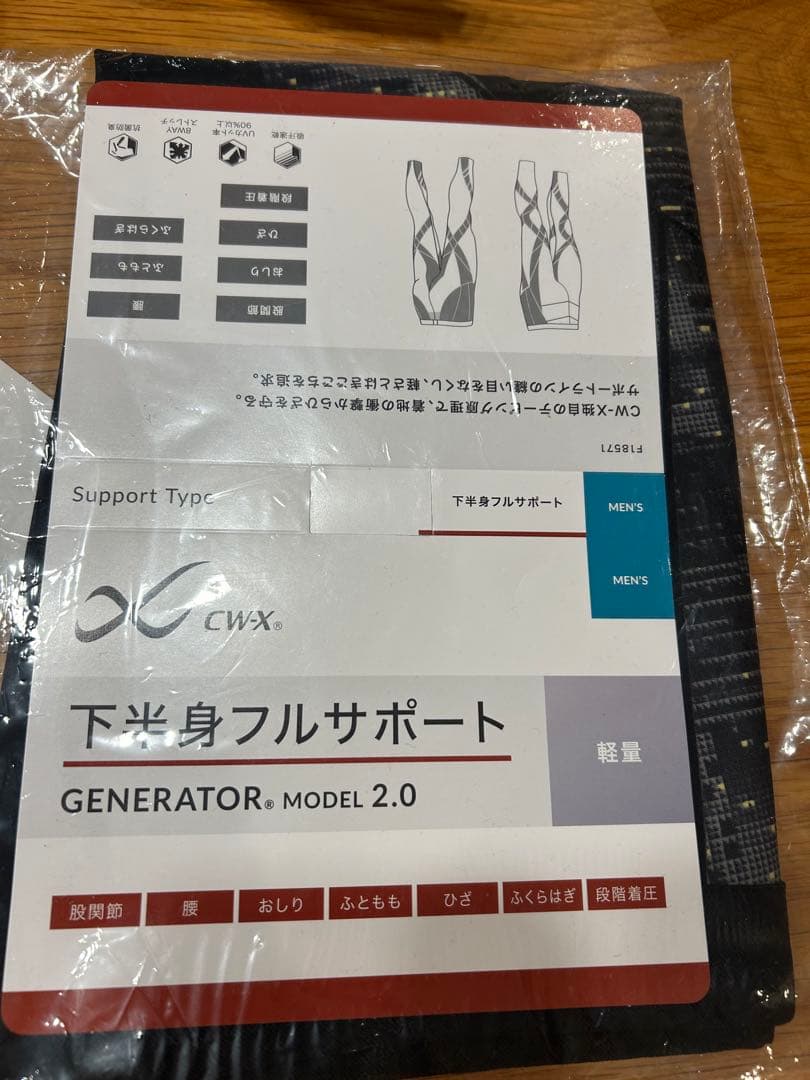 抗菌防臭
8WAY
ストレッチ
UVカット率
90%以上
吸汗速乾
段階着圧
ふくらはぎ
ひざ
ふともも
おしり
腰
股関節
CW-X独自のテーピング原理で、着地の衝撃からひざを守る。
サポートラインの縫い目をなくし、軽さとはきごこちを追求。
F18571
Support Type
下半身フルサポート
MEN'S
MEN'S
CW-X®
下半身フルサポート
軽量
GENERATOR® MODEL 2.0
股関節
腰
おしり
ふともも
ひざ
ふくらはぎ
段階着圧